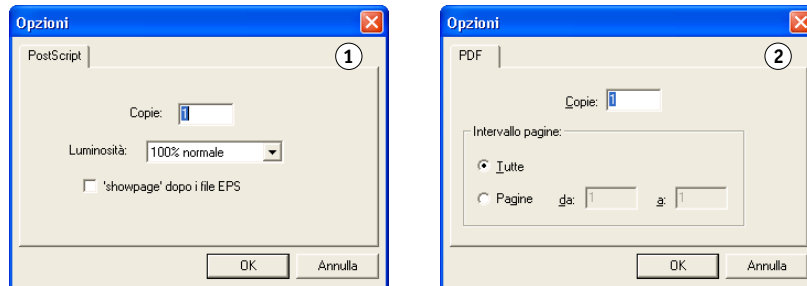 Opzioni
PostScript
1
Copie: 1
Luminosità: 100% normale
'showpage' dopo i file EPS
OK Annulla
Opzioni
PDF
2
Copie: 1
Intervallo pagine:
Tutte
Pagine da: 1 a: 1
OK Annulla